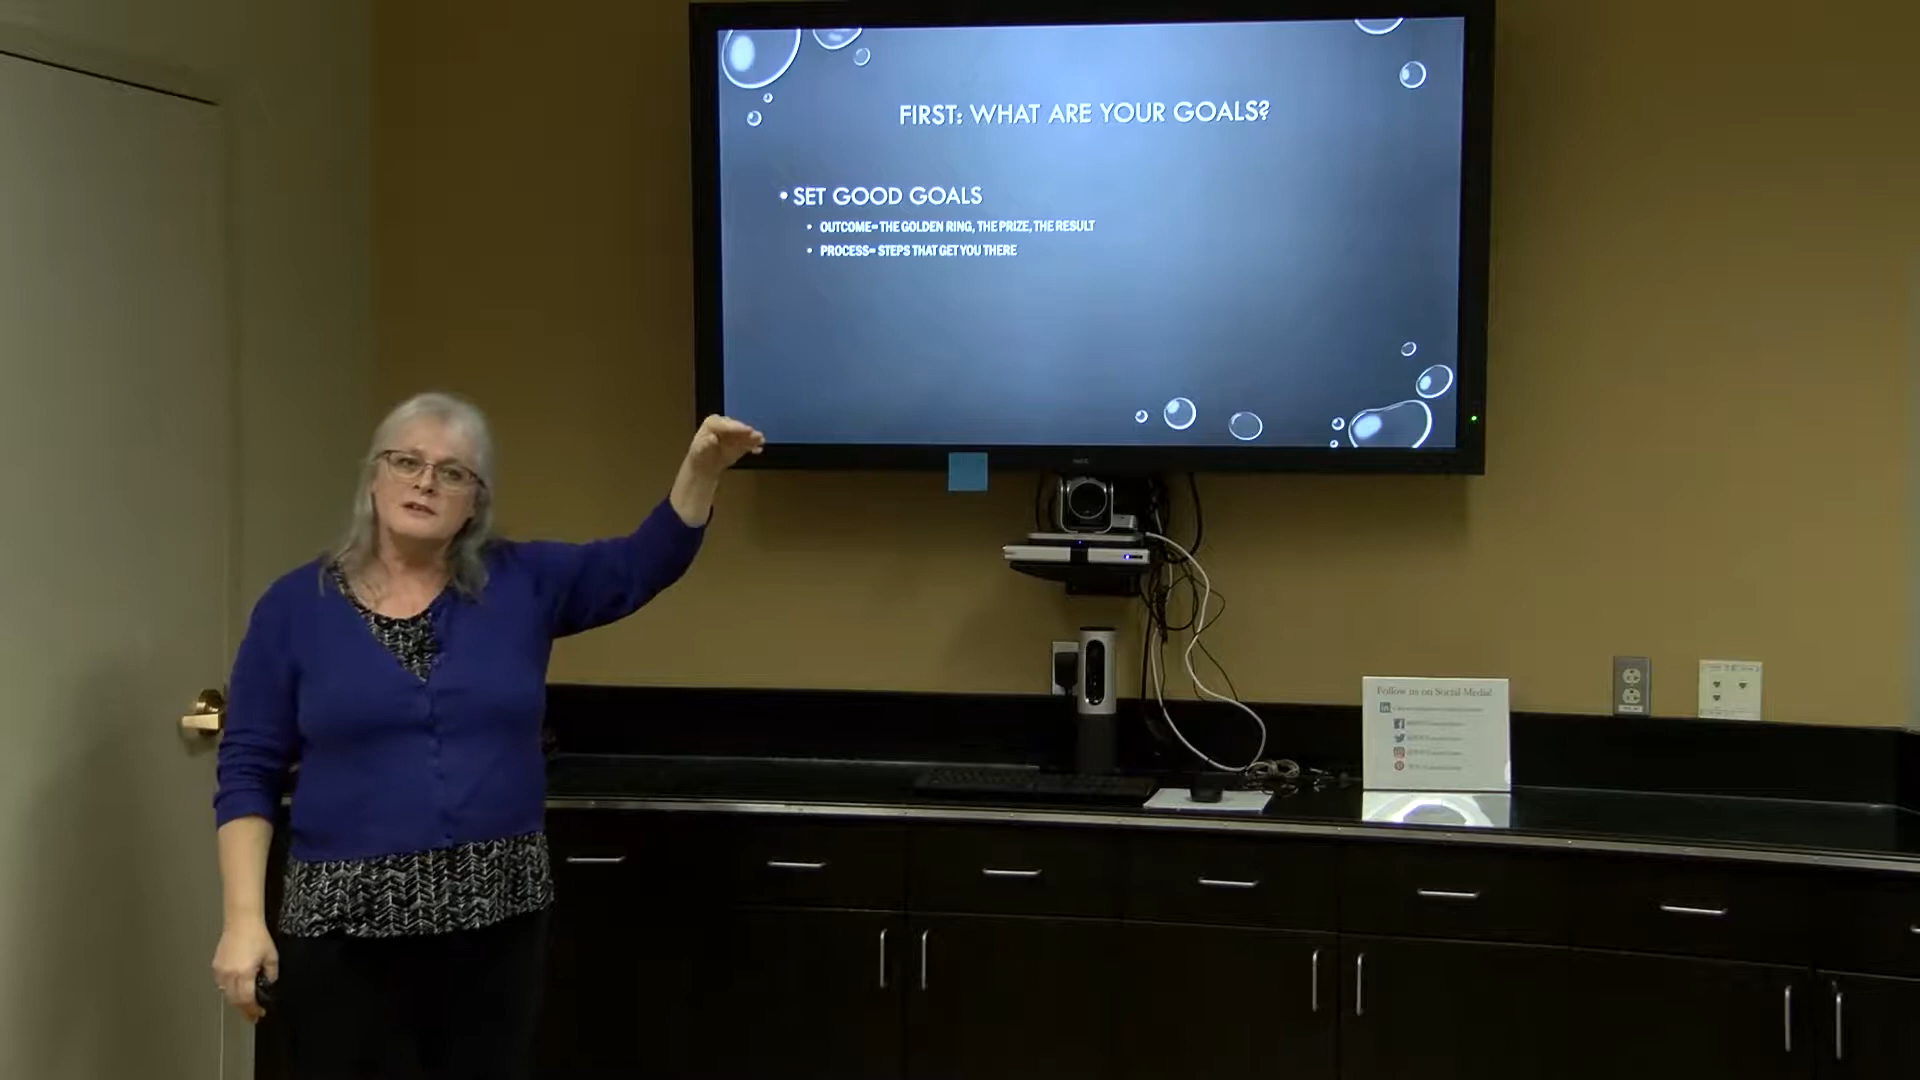 FIRST: WHAT ARE YOUR GOALS?
• SET GOOD GOALS
• OUTCOME= THE GOLDEN RING, THE PRIZE, THE RESULT
• PROCESS= STEPS THAT GET YOU THERE
Follow us on Social Media!
in